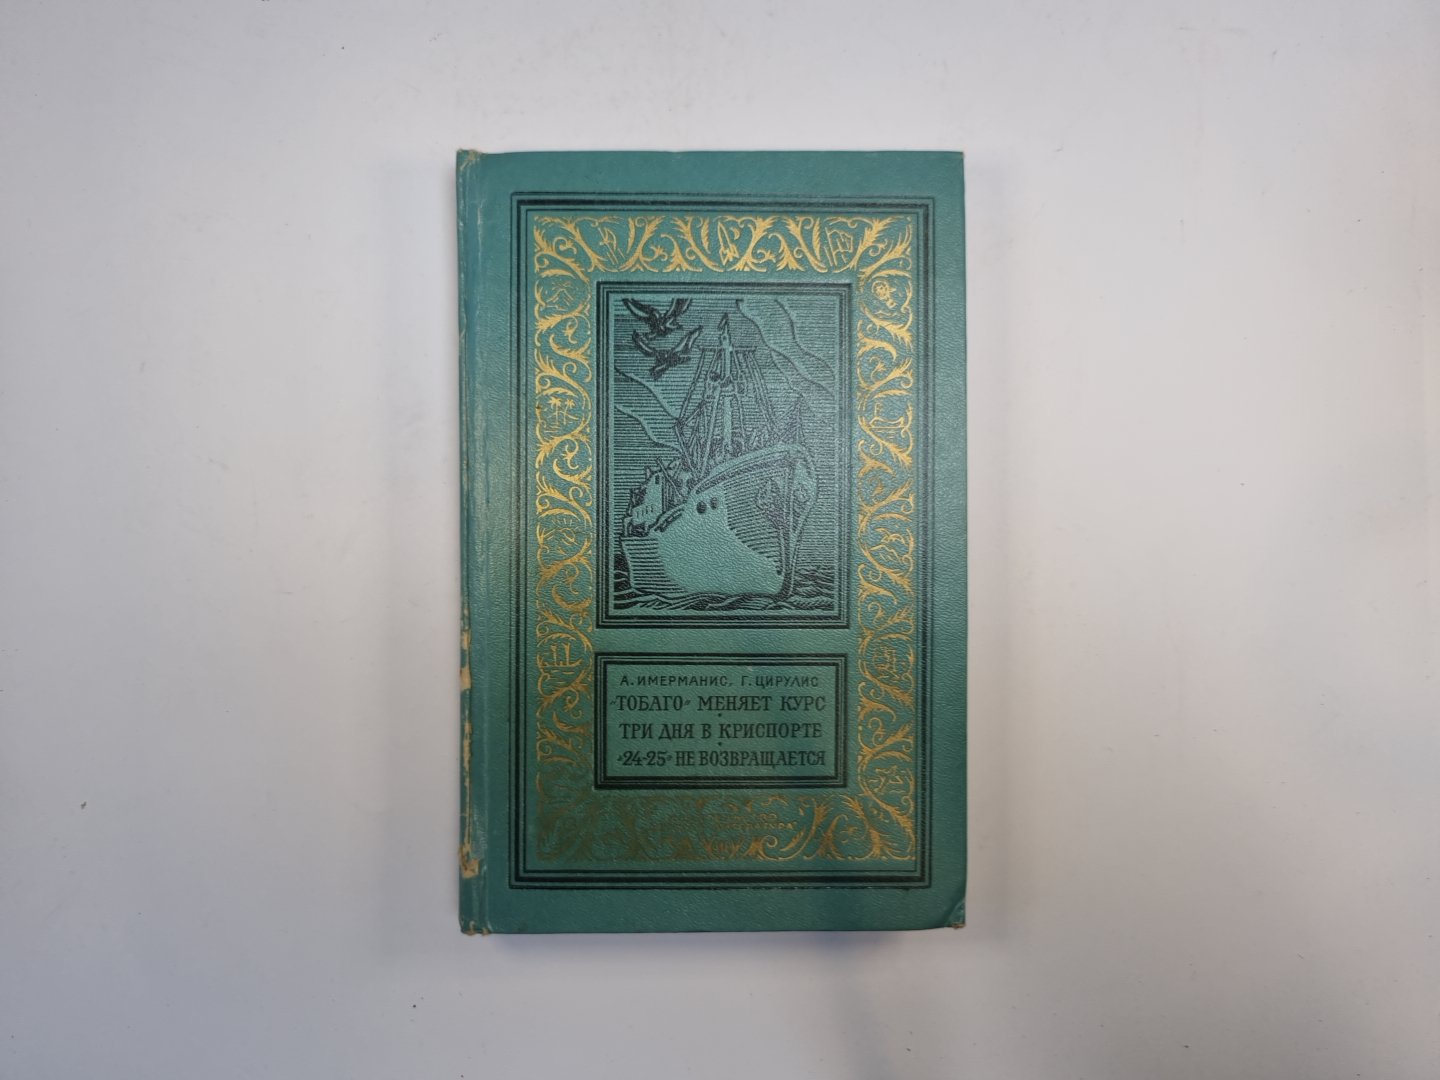 А. ИМЕРМАНИС, Г. ЦИРУЛИС
„ТОБАГО" МЕНЯЕТ КУРС
ТРИ ДНЯ В КРИСПОРТЕ
„24-25" НЕ ВОЗВРАЩАЕТСЯ